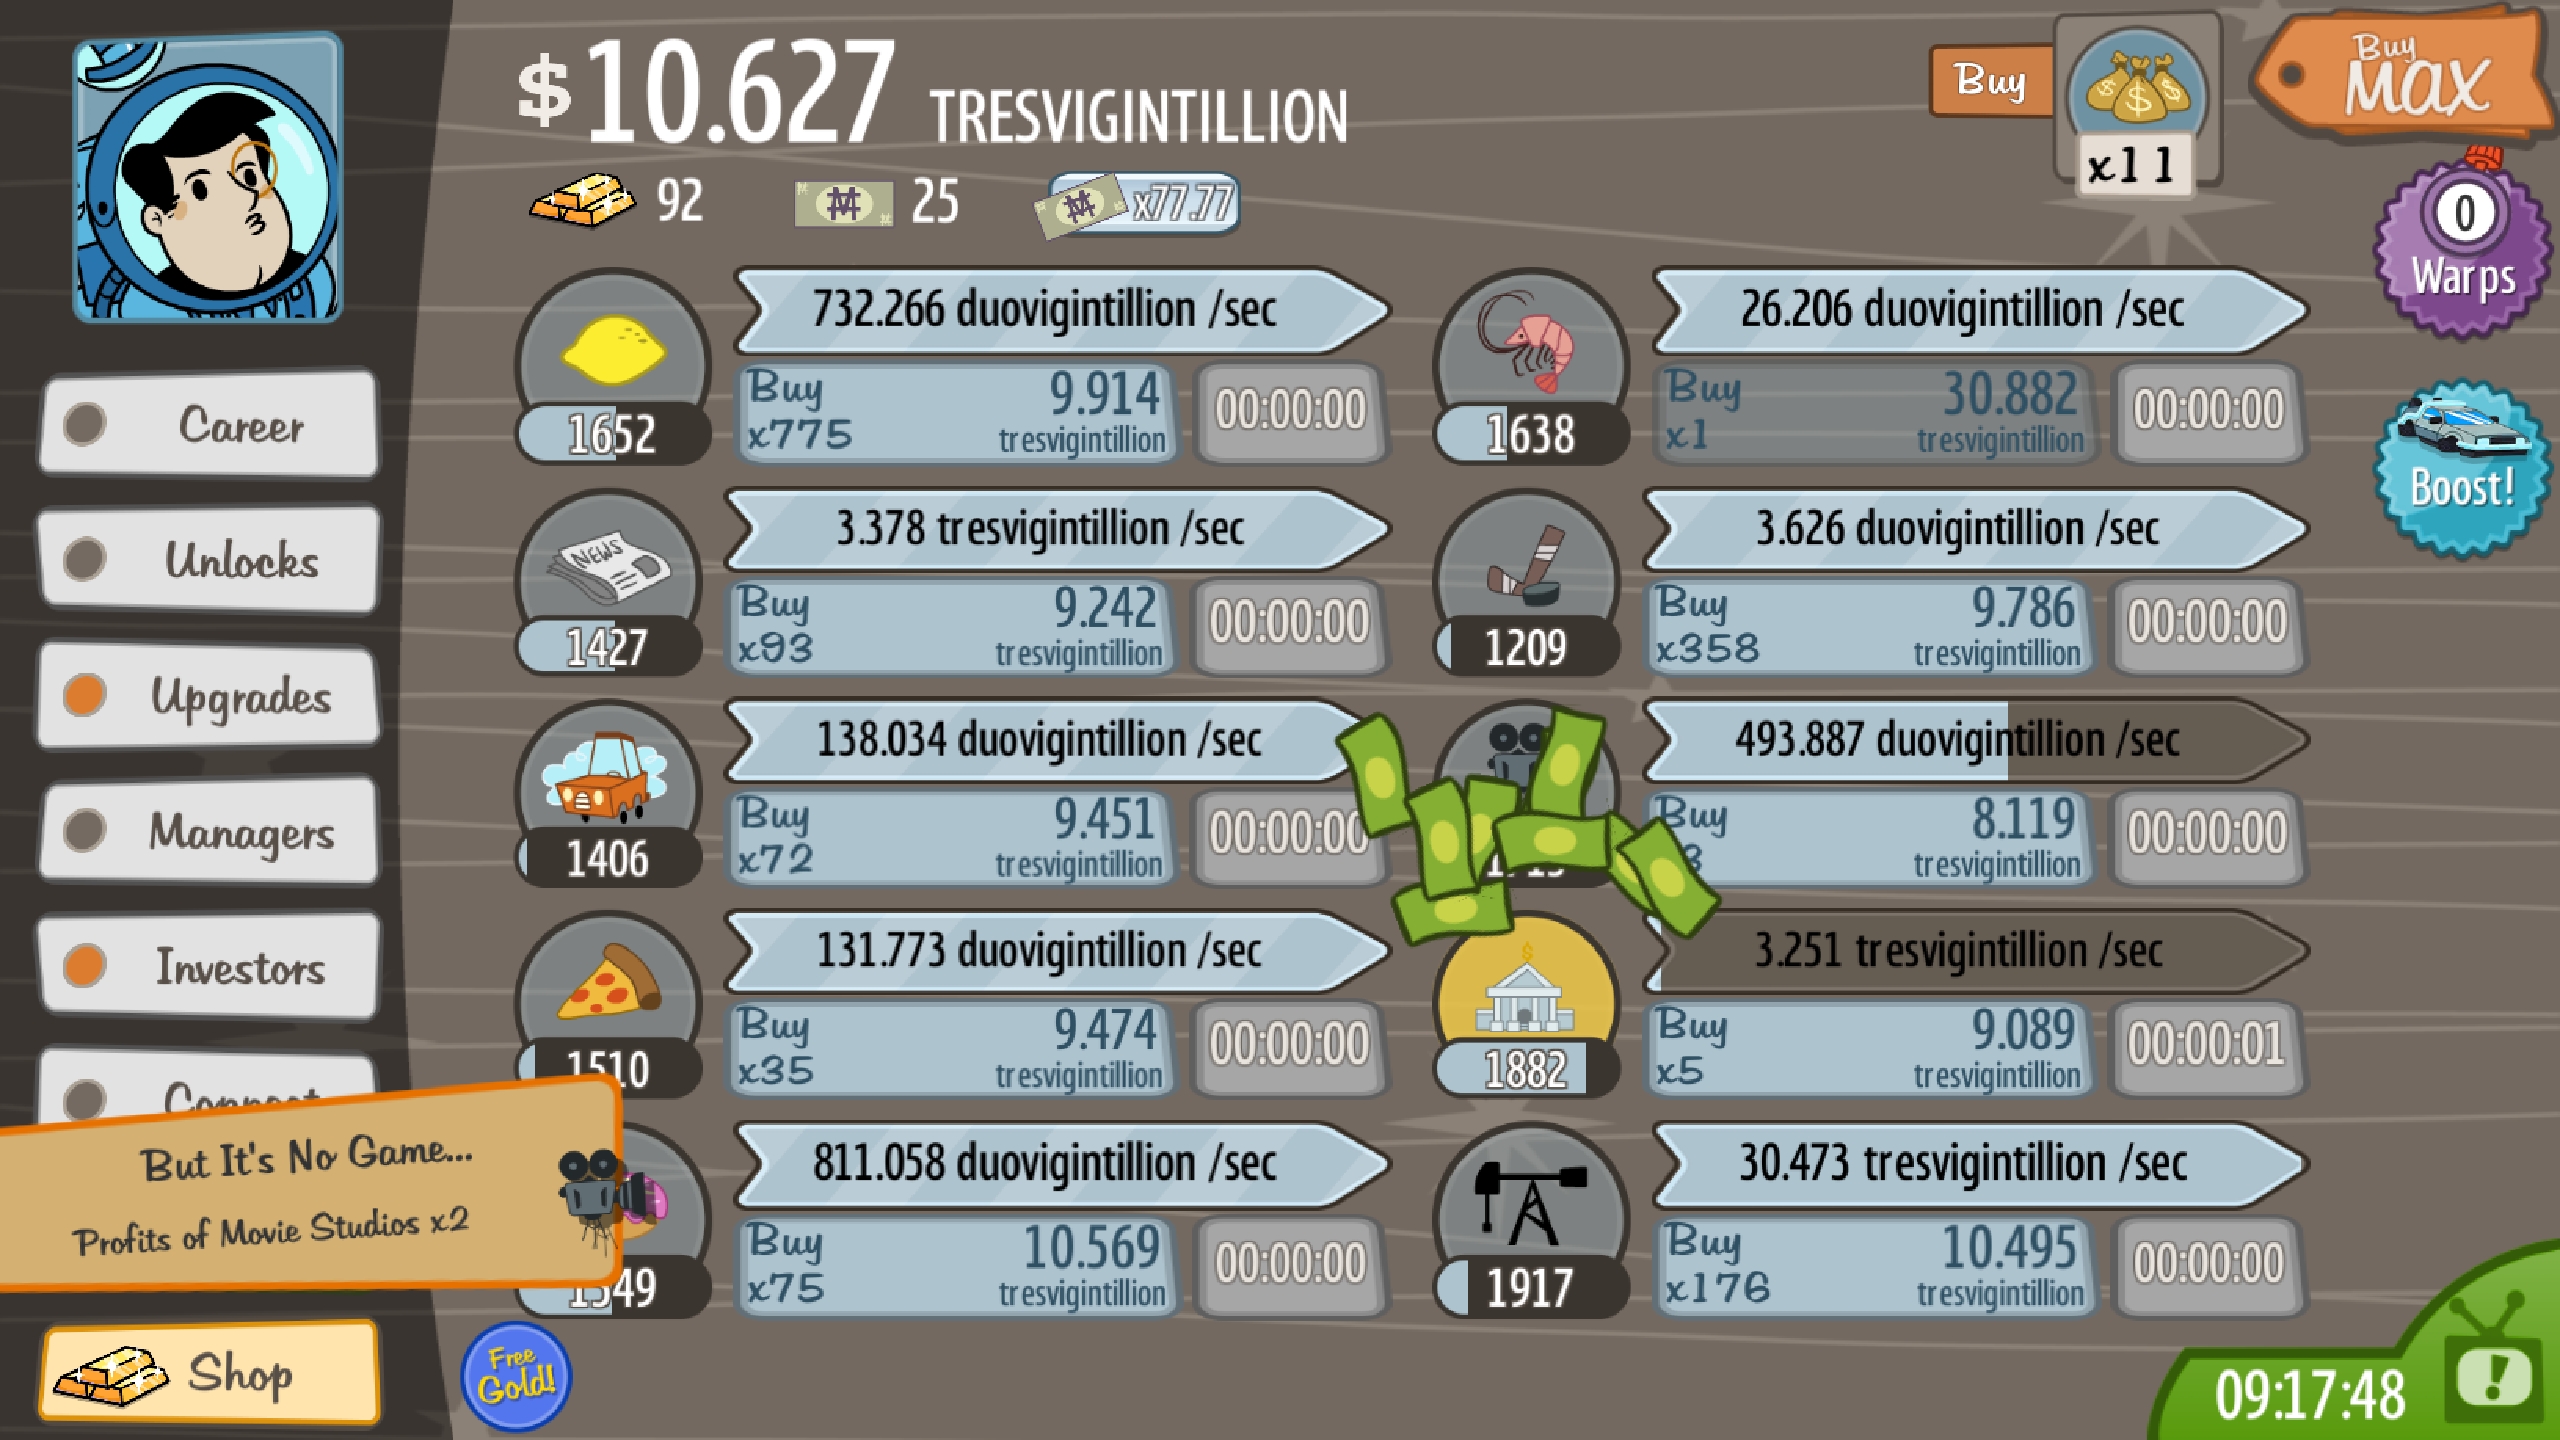 $10.627 TRESVIGINTILLION
Buy
x11
Buy
MAX
92
25
x77.77
0
Warps
Boost!
Career
Unlocks
Upgrades
Managers
Investors
Connect
But It's No Game...
Profits of Movie Studios x2
Shop
Free
Gold!
732.266 duovigintillion /sec
1652
Buy
x775
9.914
tresvigintillion
00:00:00
26.206 duovigintillion /sec
1638
Buy
x1
30.882
tresvigintillion
00:00:00
NEWS
3.378 tresvigintillion /sec
1427
Buy
x93
9.242
tresvigintillion
00:00:00
3.626 duovigintillion /sec
1209
Buy
x358
9.786
tresvigintillion
00:00:00
138.034 duovigintillion /sec
1406
Buy
x72
9.451
tresvigintillion
00:00:00
493.887 duovigintillion /sec
Buy
8.119
tresvigintillion
00:00:00
131.773 duovigintillion /sec
1510
Buy
x35
9.474
tresvigintillion
00:00:00
3.251 tresvigintillion /sec
1882
Buy
x5
9.089
tresvigintillion
00:00:01
811.058 duovigintillion /sec
1549
Buy
x75
10.569
tresvigintillion
00:00:00
30.473 tresvigintillion /sec
1917
Buy
x176
10.495
tresvigintillion
00:00:00
09:17:48